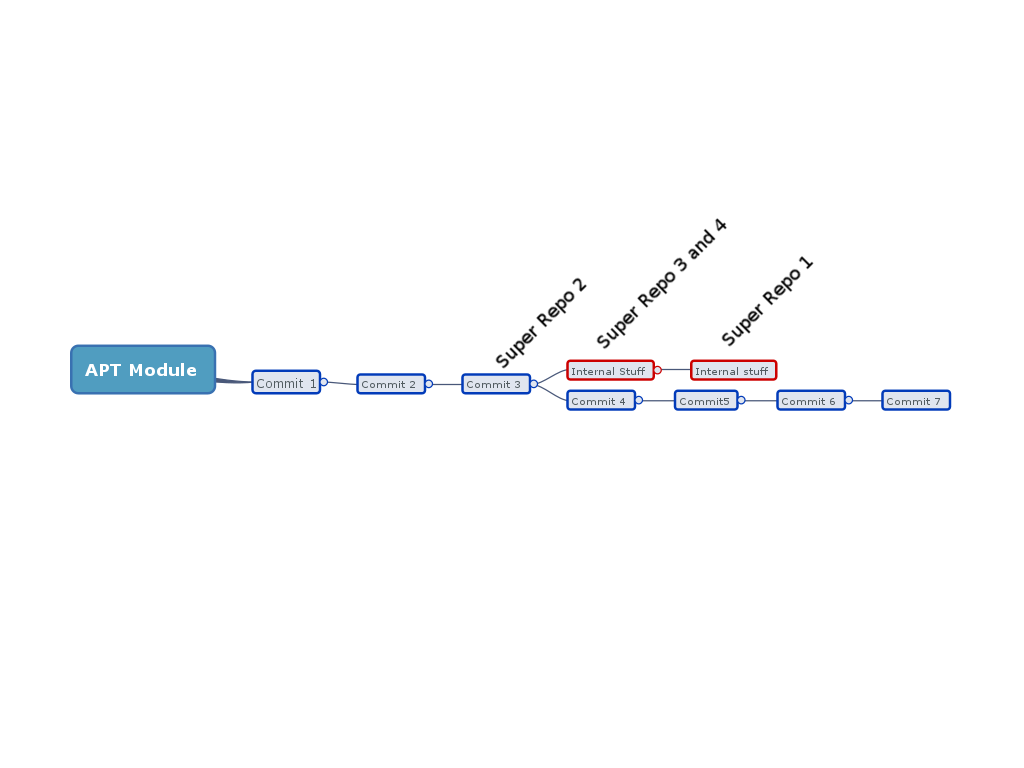 Super Repo 2
Super Repo 3 and 4
Super Repo 1
APT Module
Commit 1
Commit 2
Commit 3
Internal Stuff
Internal stuff
Commit 4
Commit5
Commit 6
Commit 7